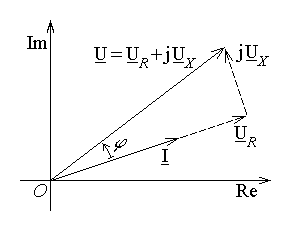 Im
U = U_R + jU_X
jU_X
φ
U_R
I
O
Re